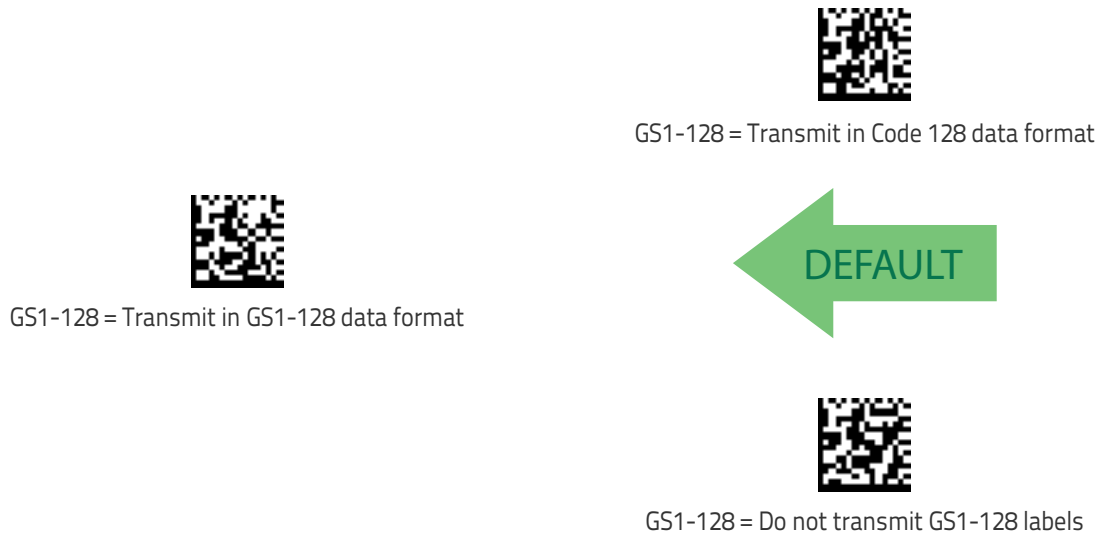 GS1-128 = Transmit in Code 128 data format
GS1-128 = Transmit in GS1-128 data format
DEFAULT
GS1-128 = Do not transmit GS1-128 labels